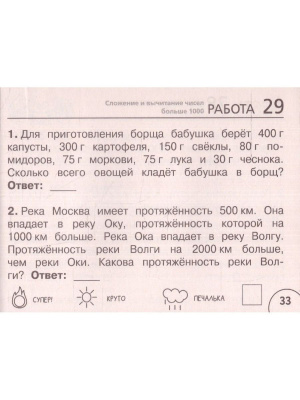 Сложение и вычитание чисел
больше 1000
РАБОТА 29
1. Для приготовления борща бабушка берёт 400 г
капусты, 300 г картофеля, 150 г свёклы, 80 г по-
мидоров, 75 г моркови, 75 г лука и 30 г чеснока.
Сколько всего овощей кладёт бабушка в борщ?
Ответ: ____
2. Река Москва имеет протяжённость 500 км. Она
впадает в реку Оку, протяжённость которой на
1000 км больше. Река Ока впадает в реку Волгу.
Протяжённость реки Волги на 2000 км больше,
чем реки Оки. Какова протяжённость реки Вол-
ги? Ответ: ____
СУПЕР! КРУТО ПЕЧАЛЬКА
33